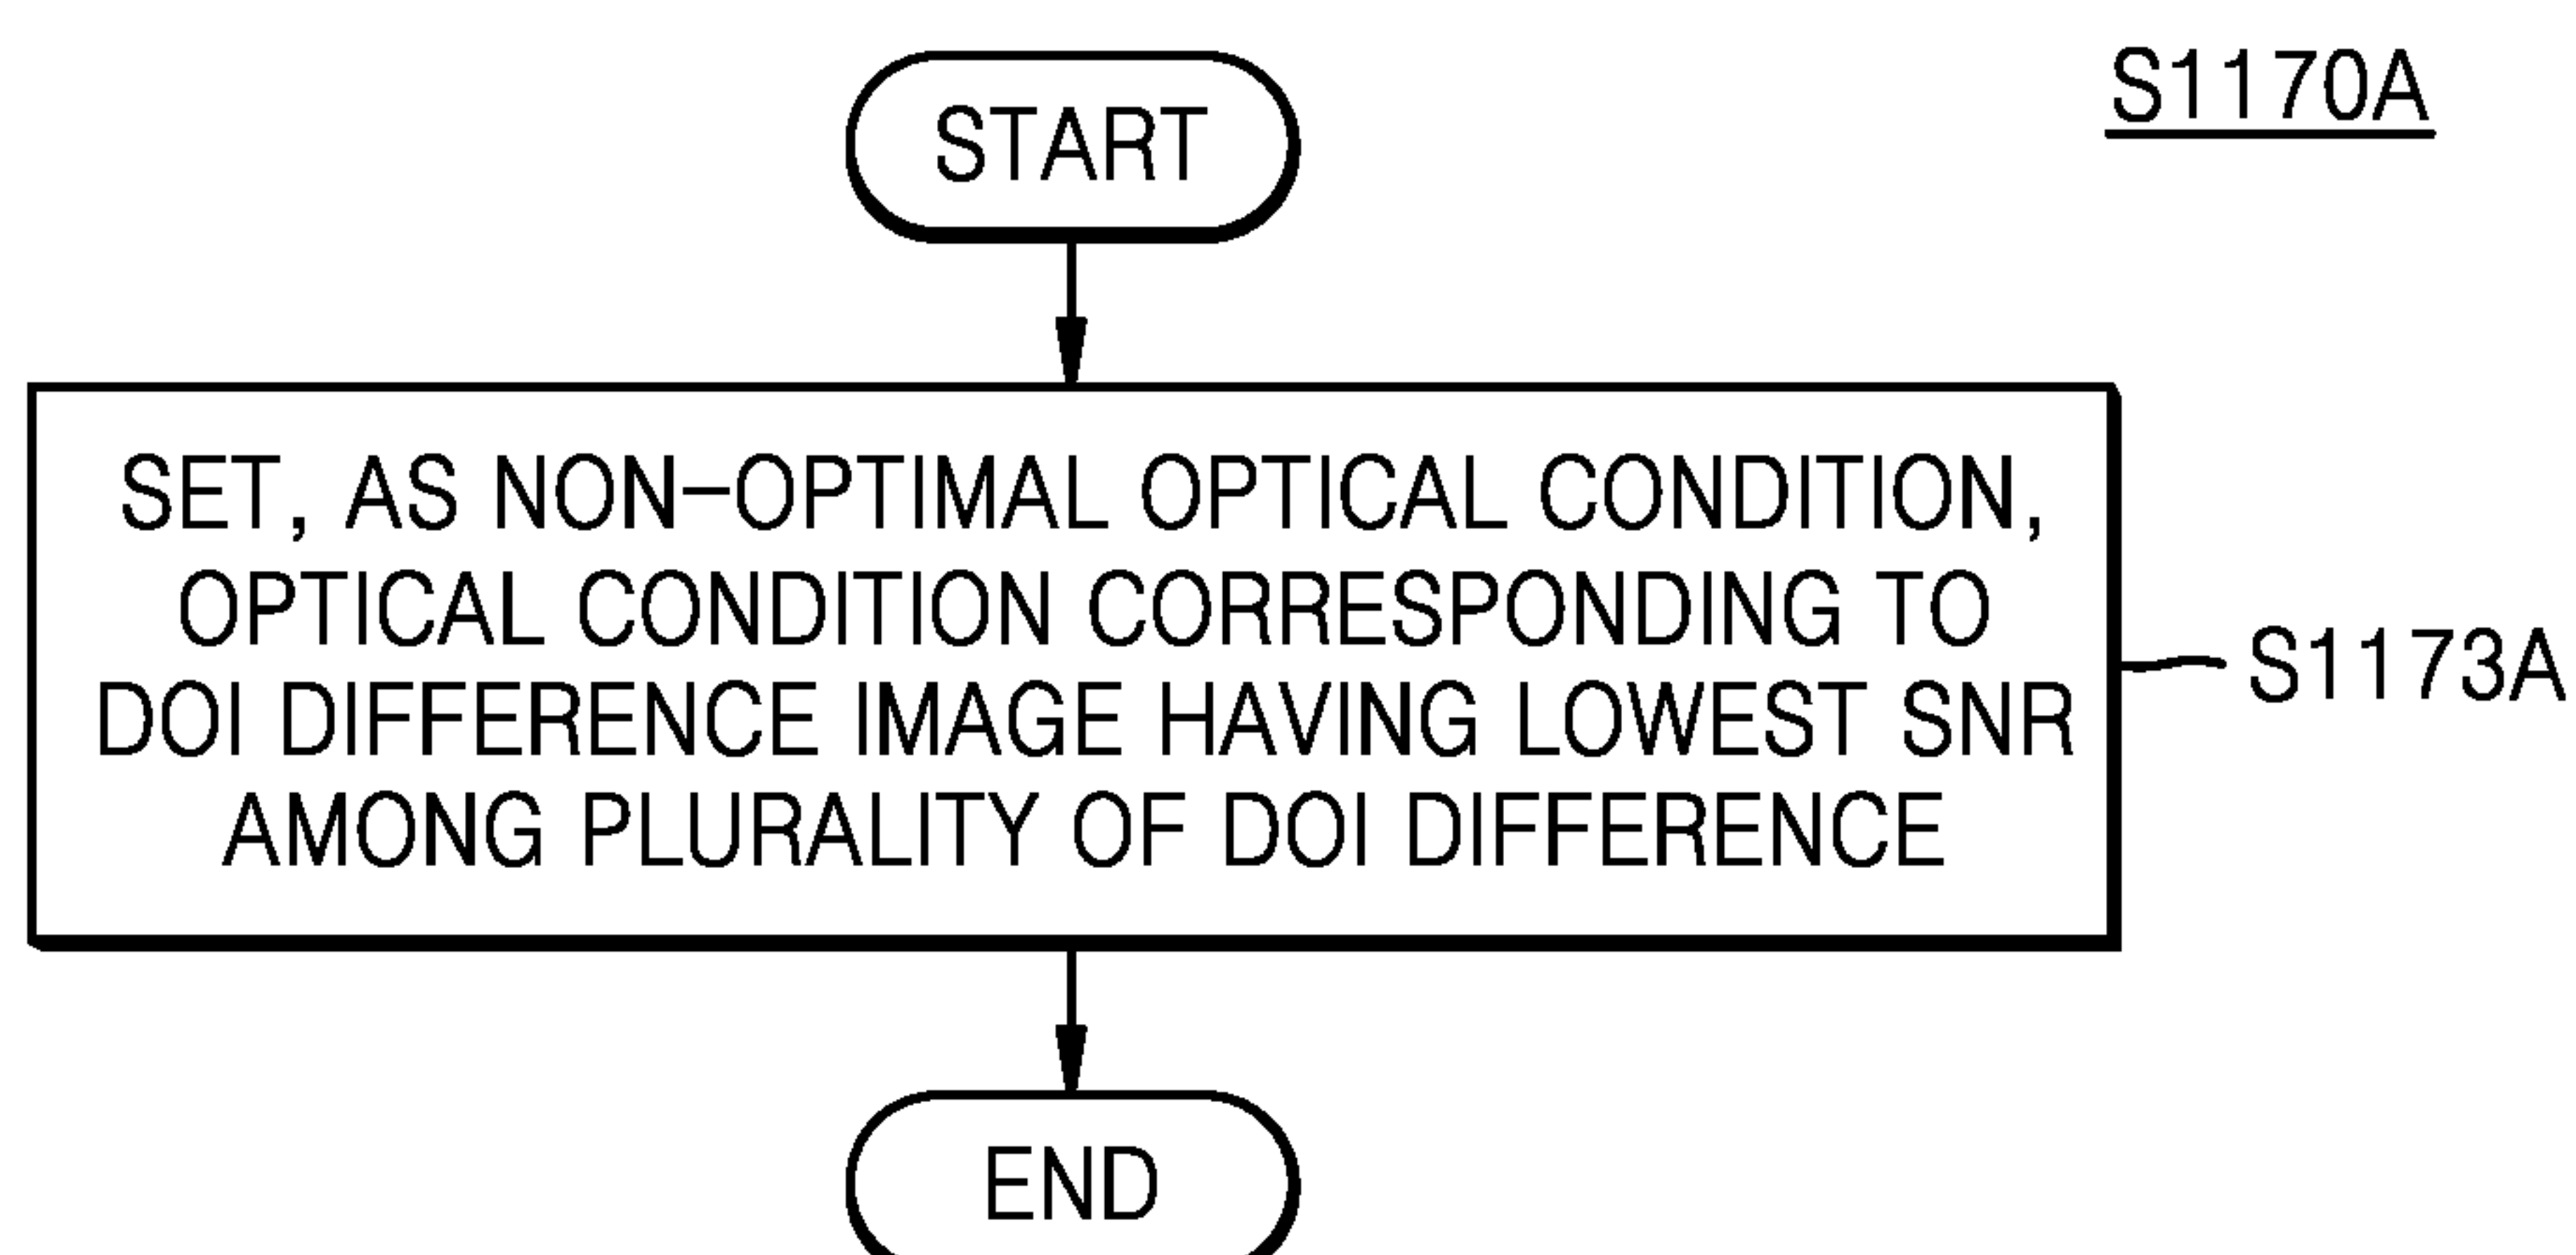 S1170A
START
SET, AS NON-OPTIMAL OPTICAL CONDITION,
OPTICAL CONDITION CORRESPONDING TO
DOI DIFFERENCE IMAGE HAVING LOWEST SNR
AMONG PLURALITY OF DOI DIFFERENCE
S1173A
END